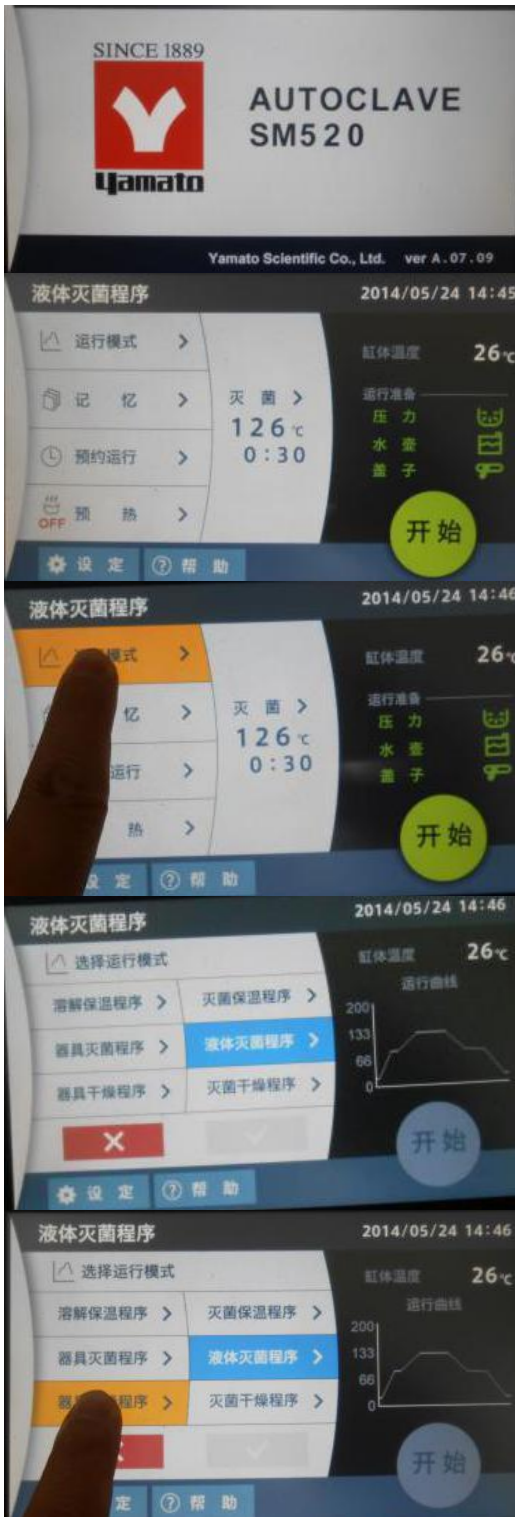 SINCE 1889
Yamato
AUTOCLAVE
SM520
Yamato Scientific Co., Ltd. ver A.07.09
液体灭菌程序 2014/05/24 14:45
运行模式
记忆
预约运行
OFF 预热
灭菌
126℃
0:30
缸体温度 26℃
运行准备
压力
水壶
盖子
开始
设定 帮助
液体灭菌程序 2014/05/24 14:46
模式
忆
运行
热
灭菌
126℃
0:30
缸体温度 26℃
运行准备
压力
水壶
盖子
开始
定 帮助
液体灭菌程序 2014/05/24 14:46
选择运行模式
溶解保温程序 灭菌保温程序
器具灭菌程序 液体灭菌程序
器具干燥程序 灭菌干燥程序
缸体温度 26℃
运行曲线
200
133
66
0
开始
设定 帮助
液体灭菌程序 2014/05/24 14:46
选择运行模式
溶解保温程序 灭菌保温程序
器具灭菌程序 液体灭菌程序
程序 灭菌干燥程序
缸体温度 26℃
运行曲线
200
133
66
0
开始
定 帮助